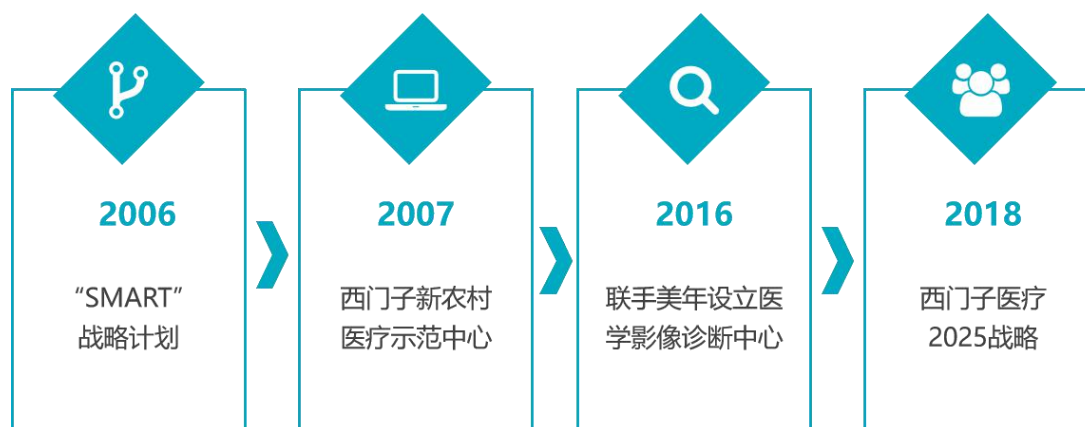 2006
“SMART”
战略计划
2007
西门子新农村
医疗示范中心
2016
联手美年设立医
学影像诊断中心
2018
西门子医疗
2025战略